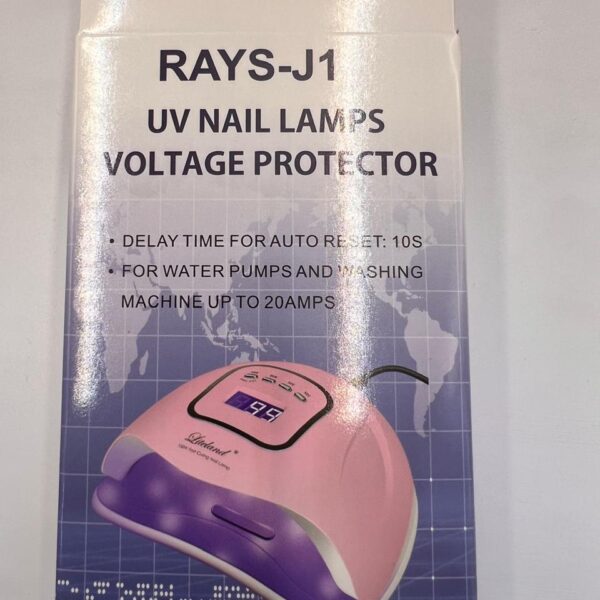 RAYS-J1
UV NAIL LAMPS
VOLTAGE PROTECTOR
• DELAY TIME FOR AUTO RESET: 10S
• FOR WATER PUMPS AND WASHING
MACHINE UP TO 20AMPS
99